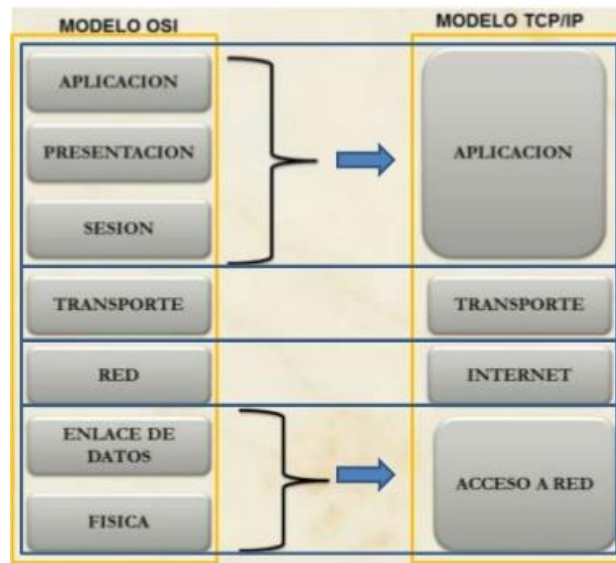 MODELO OSI
MODELO TCP/IP
APLICACION
PRESENTACION
SESION
APLICACION
TRANSPORTE
TRANSPORTE
RED
INTERNET
ENLACE DE
DATOS
FISICA
ACCESO A RED